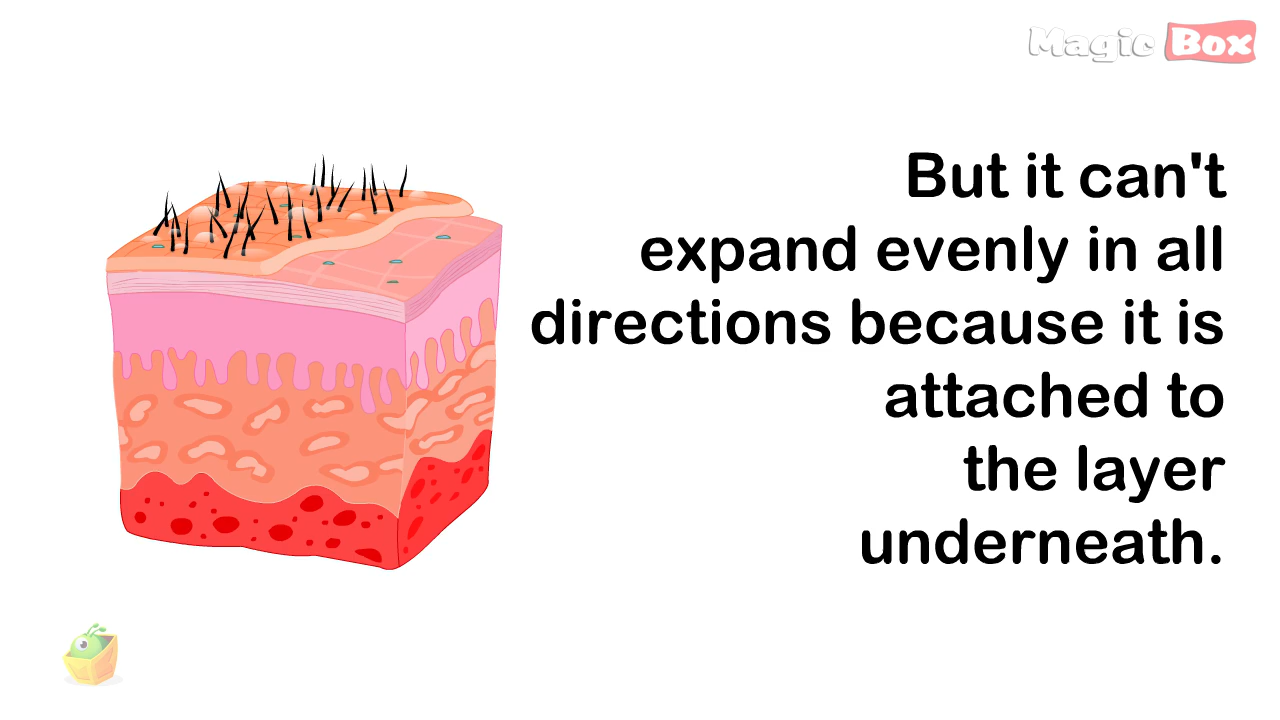 Magic Box
But it can't
expand evenly in all
directions because it is
attached to
the layer
underneath.